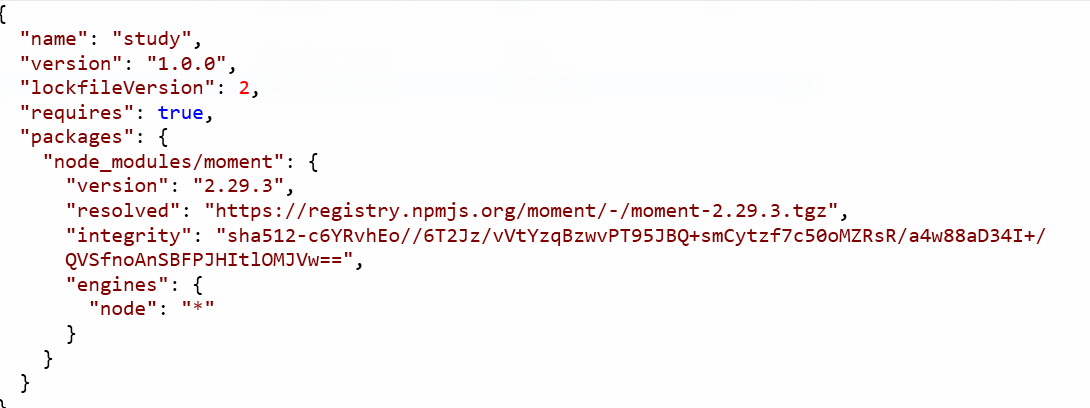 {
  "name": "study",
  "version": "1.0.0",
  "lockfileVersion": 2,
  "requires": true,
  "packages": {
    "node_modules/moment": {
      "version": "2.29.3",
      "resolved": "https://registry.npmjs.org/moment/-/moment-2.29.3.tgz",
      "integrity": "sha512-c6YRvhEo//6T2Jz/vVtYzqBzwvPT95JBQ+smCytzf7c50oMZRsR/a4w88aD34I+/
QVSfnoAnSBFPJHItlOMJVw==",
      "engines": {
        "node": "*"
      }
    }
  }
}